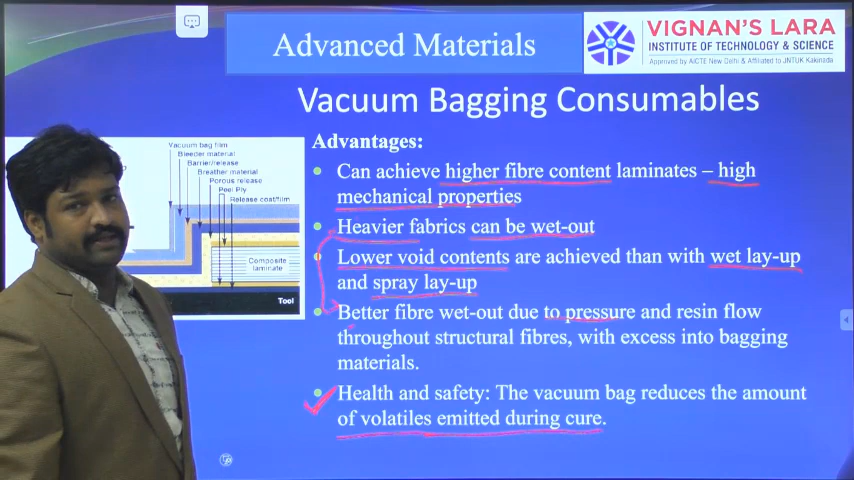 Advanced Materials
VIGNAN'S LARA
INSTITUTE OF TECHNOLOGY & SCIENCE
Approved by AICTE New Delhi & Affiliated to JNTUK Kakinada
Vacuum Bagging Consumables
Vacuum bag film
Bleeder material
Barrier/release
Breather material
Porous release
Peel Ply
Release coat/film
Composite
laminate
Tool
Advantages:
• Can achieve higher fibre content laminates – high
mechanical properties
• Heavier fabrics can be wet-out
• Lower void contents are achieved than with wet lay-up
and spray lay-up
• Better fibre wet-out due to pressure and resin flow
throughout structural fibres, with excess into bagging
materials.
• Health and safety: The vacuum bag reduces the amount
of volatiles emitted during cure.